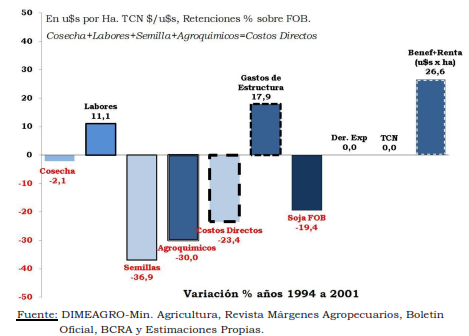 En u$s por Ha. TCN $/u$s, Retenciones % sobre FOB.
Cosecha+Labores+Semilla+Agroquimicos=Costos Directos
50
40
30
20
10
0
-10
-20
-30
-40
-50
Cosecha
-2,1
Labores
11,1
Semillas
-36,9
Agroquimicos
-30,0
Costos Directos
-23,4
Gastos de
Estructura
17,9
Soja FOB
-19,4
Der. Exp
0,0
TCN
0,0
Benef+Renta
(u$s x ha)
26,6
Variación % años 1994 a 2001
Fuente: DIMEAGRO-Min. Agricultura, Revista Márgenes Agropecuarios, Boletin
Oficial, BCRA y Estimaciones Propias.